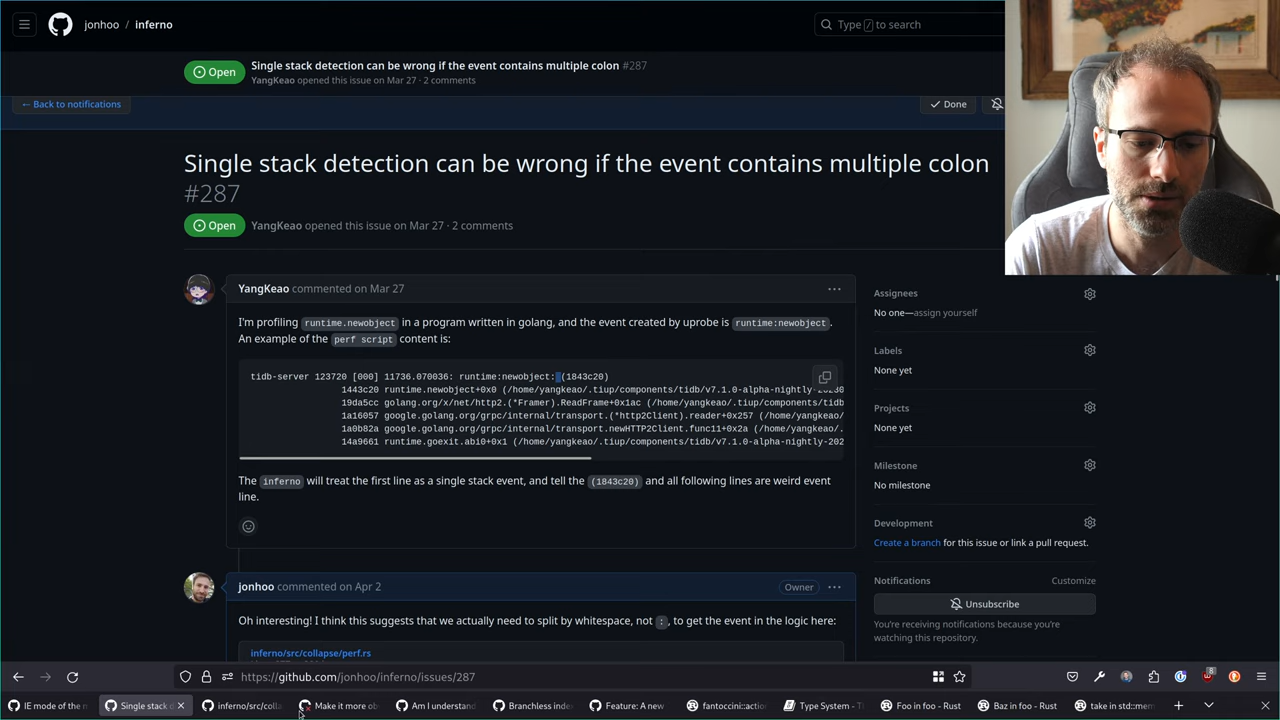 jonhoo / inferno
Type / to search
Open
Single stack detection can be wrong if the event contains multiple colon #287
YangKeao opened this issue on Mar 27 · 2 comments
← Back to notifications
Done
Single stack detection can be wrong if the event contains multiple colon
#287
Open
YangKeao opened this issue on Mar 27 · 2 comments
YangKeao commented on Mar 27
I'm profiling runtime.newobject in a program written in golang, and the event created by uprobe is runtime:newobject.
An example of the perf script content is:
tidb-server 123720 [000] 11736.070036: runtime:newobject: (1843c20)
1443c20 runtime.newobject+0x0 (/home/yangkeao/.tiup/components/tidb/v7.1.0-alpha-nightly-20230
19da5cc golang.org/x/net/http2.(*Framer).ReadFrame+0x1ac (/home/yangkeao/.tiup/components/tidb
1a16057 google.golang.org/grpc/internal/transport.(*http2Client).reader+0x257 (/home/yangkeao/
1a0b82a google.golang.org/grpc/internal/transport.newHTTP2Client.func11+0x2a (/home/yangkeao/.
14a9661 runtime.goexit.abi0+0x1 (/home/yangkeao/.tiup/components/tidb/v7.1.0-alpha-nightly-202
The inferno will treat the first line as a single stack event, and tell the (1843c20) and all following lines are weird event
line.
jonhoo commented on Apr 2
Owner
Oh interesting! I think this suggests that we actually need to split by whitespace, not :, to get the event in the logic here:
inferno/src/collapse/perf.rs
Assignees
No one—assign yourself
Labels
None yet
Projects
None yet
Milestone
No milestone
Development
Create a branch for this issue or link a pull request.
Notifications
Customize
Unsubscribe
You're receiving notifications because you're
watching this repository.
https://github.com/jonhoo/inferno/issues/287
8
IE mode of the n
Single stack d
inferno/src/colla
Make it more ob
Am I understand
Branchless inde
Feature: A new
fantoccini::actio
Type System - T
Foo in foo - Rust
Baz in foo - Rust
take in std::mem